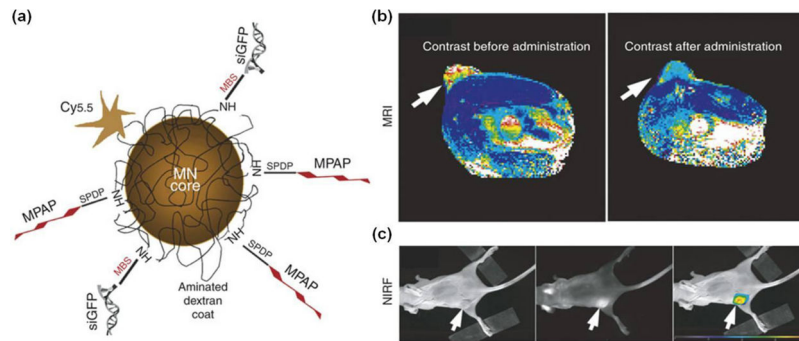 (a)
siGFP
MBS
NH
Cy5.5
MN
core
NH
SPDP
MPAP
NH
SPDP
MPAP
NH
SPDP
MPAP
NH
MBS
siGFP
Aminated
dextran
coat
(b)
Contrast before administration
Contrast after administration
MRI
(c)
NIRF